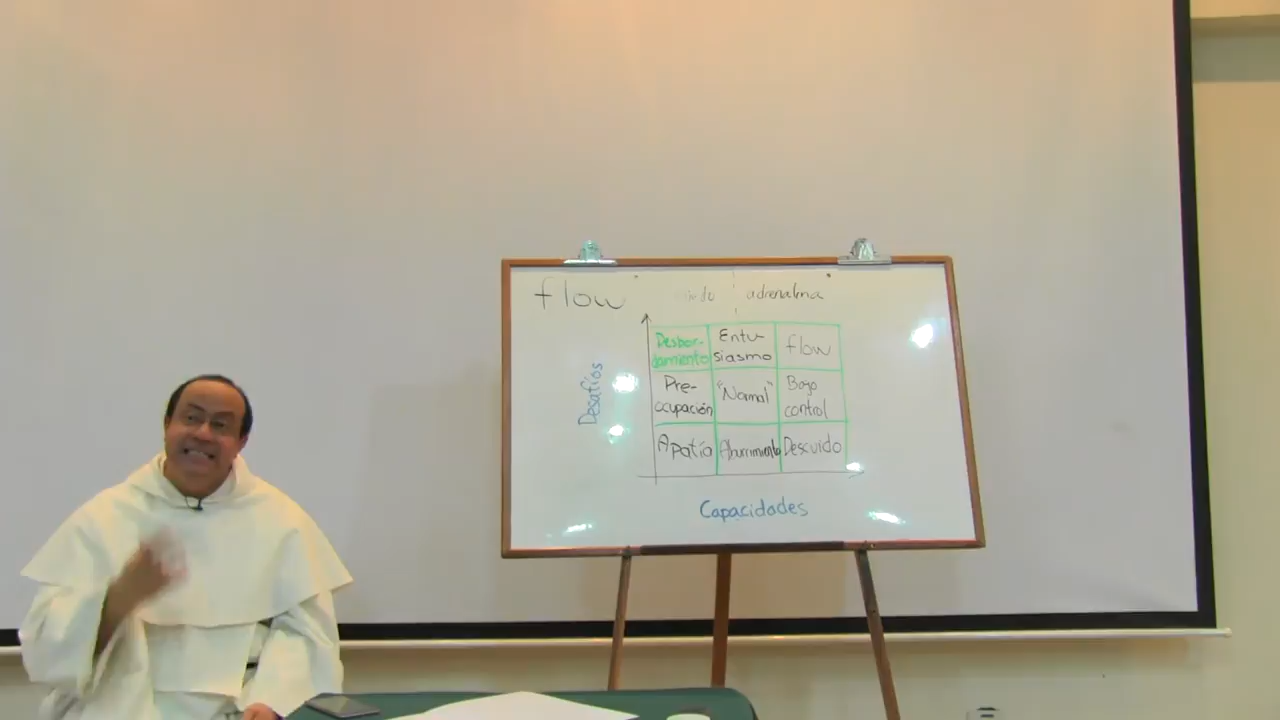 flow
adrenalina
Desbor-
damiento
Entu-
siasmo
flow
Desafíos
Pre-
ocupación
"Normal"
Bajo
control
Apatía
Aburrimiento
Descuido
Capacidades